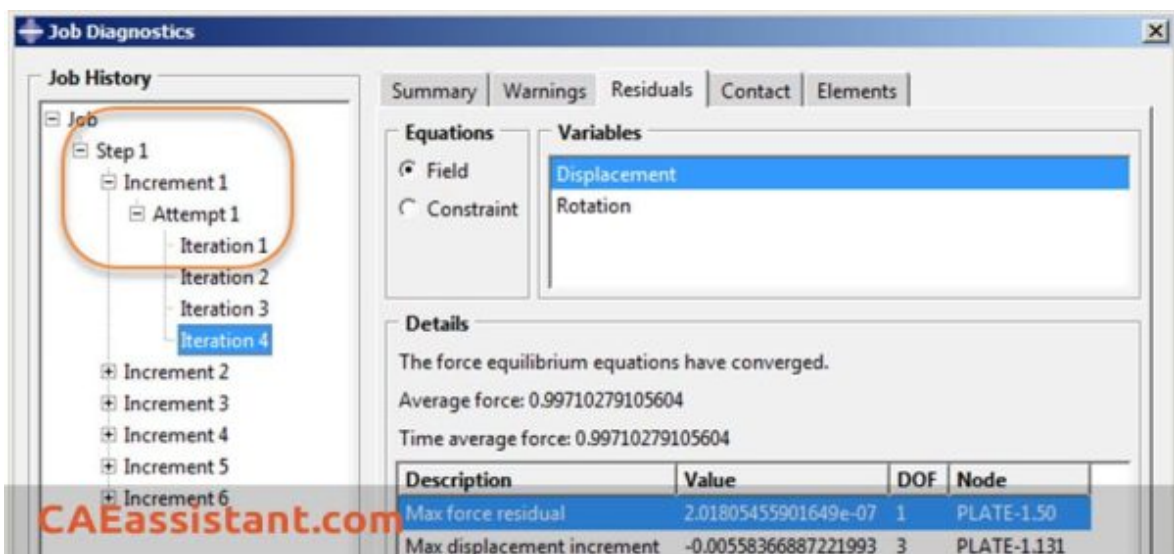 Job Diagnostics
Job History
Job
Step 1
Increment 1
Attempt 1
Iteration 1
Iteration 2
Iteration 3
Iteration 4
Increment 2
Increment 3
Increment 4
Increment 5
Increment 6
Summary Warnings Residuals Contact Elements
Equations
Field
Constraint
Variables
Displacement
Rotation
Details
The force equilibrium equations have converged.
Average force: 0.99710279105604
Time average force: 0.99710279105604
Description Value DOF Node
Max force residual 2.01805455901649e-07 1 PLATE-1.50
Max displacement increment -0.00558366887221993 3 PLATE-1.131
CAEassistant.com